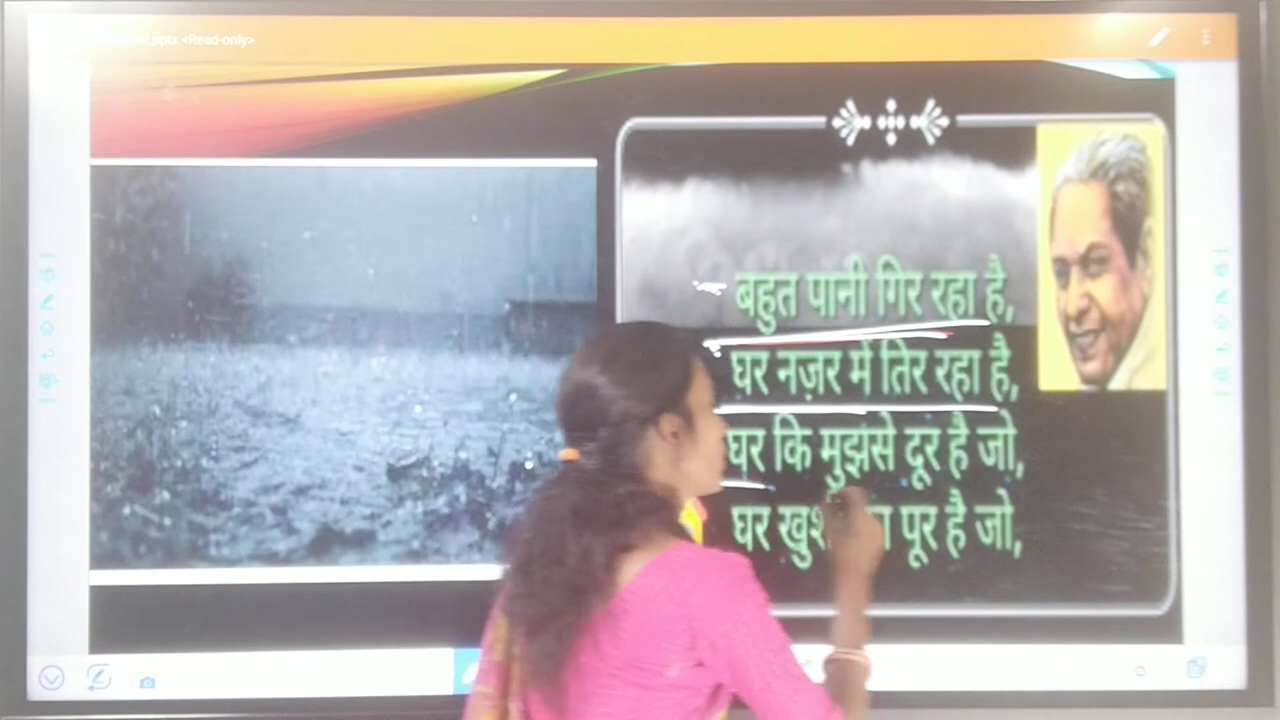 .pptx <Read-only>
बहुत पानी गिर रहा है,
घर नज़र में तिर रहा है,
घर कि मुझसे दूर है जो,
घर पूर है जो,